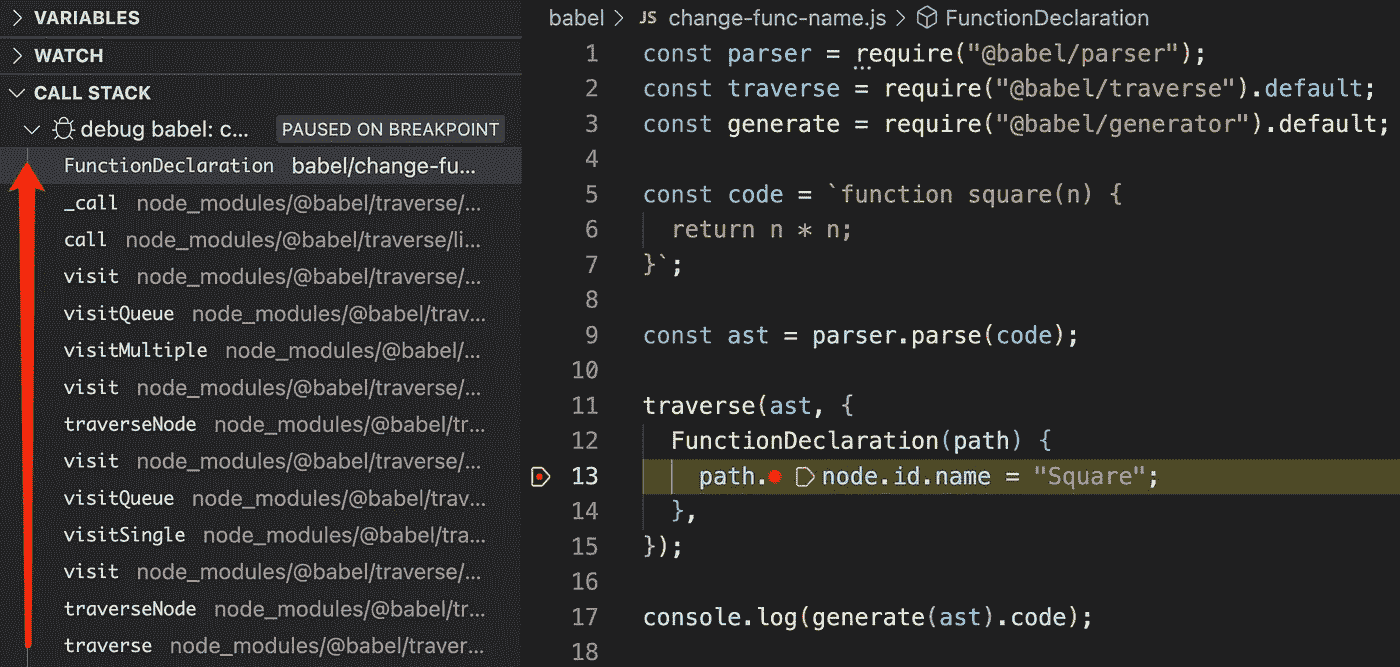 VARIABLES
WATCH
CALL STACK
debug babel: c... PAUSED ON BREAKPOINT
FunctionDeclaration babel/change-fu...
_call node_modules/@babel/traverse/...
call node_modules/@babel/traverse/li...
visit node_modules/@babel/traverse/...
visitQueue node_modules/@babel/trav...
visitMultiple node_modules/@babel/...
visit node_modules/@babel/traverse/...
traverseNode node_modules/@babel/tr...
visit node_modules/@babel/traverse/...
visitQueue node_modules/@babel/trav...
visitSingle node_modules/@babel/tra...
visit node_modules/@babel/traverse/...
traverseNode node_modules/@babel/tr...
traverse node_modules/@babel/traver...
babel > JS change-func-name.js > FunctionDeclaration
1 const parser = require("@babel/parser");
2 const traverse = require("@babel/traverse").default;
3 const generate = require("@babel/generator").default;
4
5 const code = `function square(n) {
6 return n * n;
7 }`;
8
9 const ast = parser.parse(code);
10
11 traverse(ast, {
12 FunctionDeclaration(path) {
13 path.node.id.name = "Square";
14 },
15 });
16
17 console.log(generate(ast).code);
18